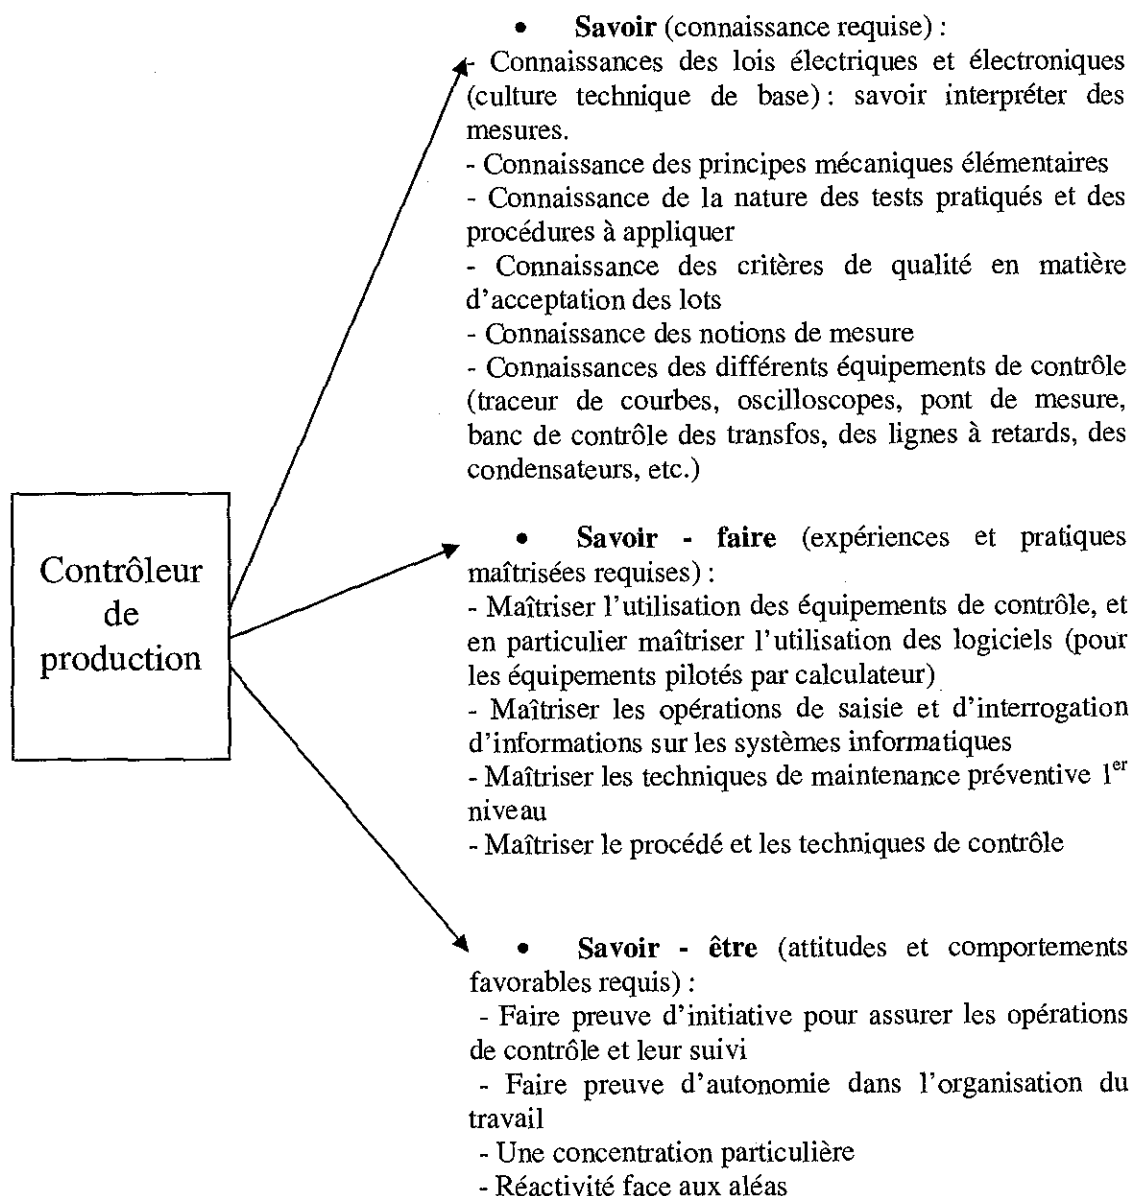 • Savoir (connaissance requise) :
- Connaissances des lois électriques et électroniques
(culture technique de base) : savoir interpréter des
mesures.
- Connaissance des principes mécaniques élémentaires
- Connaissance de la nature des tests pratiqués et des
procédures à appliquer
- Connaissance des critères de qualité en matière
d'acceptation des lots
- Connaissance des notions de mesure
- Connaissances des différents équipements de contrôle
(traceur de courbes, oscilloscopes, pont de mesure,
banc de contrôle des transfos, des lignes à retards, des
condensateurs, etc.)
Contrôleur
de
production
• Savoir - faire (expériences et pratiques
maîtrisées requises) :
- Maîtriser l'utilisation des équipements de contrôle, et
en particulier maîtriser l'utilisation des logiciels (pour
les équipements pilotés par calculateur)
- Maîtriser les opérations de saisie et d'interrogation
d'informations sur les systèmes informatiques
- Maîtriser les techniques de maintenance préventive 1er
niveau
- Maîtriser le procédé et les techniques de contrôle
• Savoir - être (attitudes et comportements
favorables requis) :
- Faire preuve d'initiative pour assurer les opérations
de contrôle et leur suivi
- Faire preuve d'autonomie dans l'organisation du
travail
- Une concentration particulière
- Réactivité face aux aléas